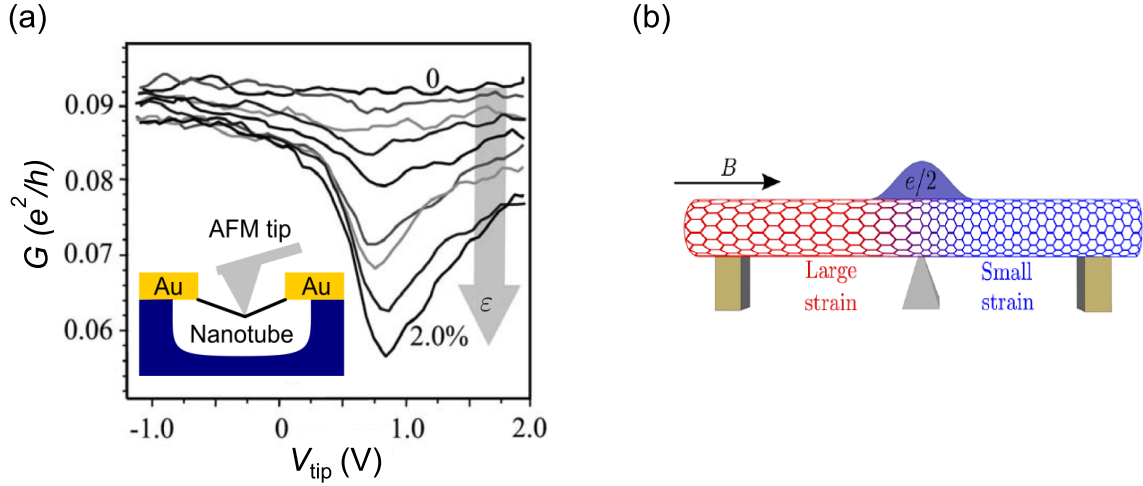 (a)
(b)
G (e²/h)
0.09
0.08
0.07
0.06
0
2.0%
ε
AFM tip
Au
Au
Nanotube
-1.0
0
1.0
2.0
V_tip (V)
B
e/2
Large
strain
Small
strain